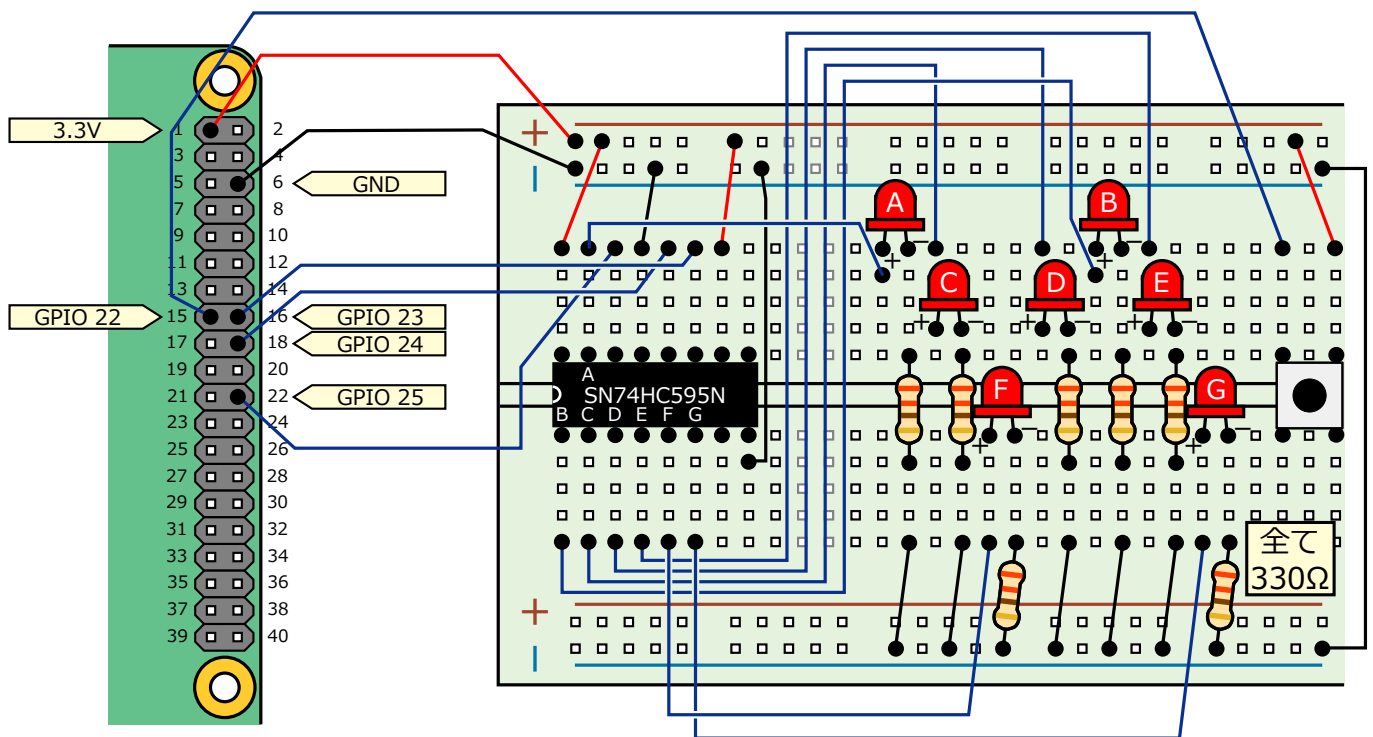 3.3V
1 2
3 4
5 6
GND
7 8
9 10
11 12
13 14
GPIO 22
15 16
GPIO 23
17 18
GPIO 24
19 20
21 22
GPIO 25
23 24
25 26
27 28
29 30
31 32
33 34
35 36
37 38
39 40
+
−
A
− +
B
− +
C
+ −
D
+ −
E
+ −
A
SN74HC595N
B C D E F G
F
+ −
G
+ −
全て
330Ω
+
−